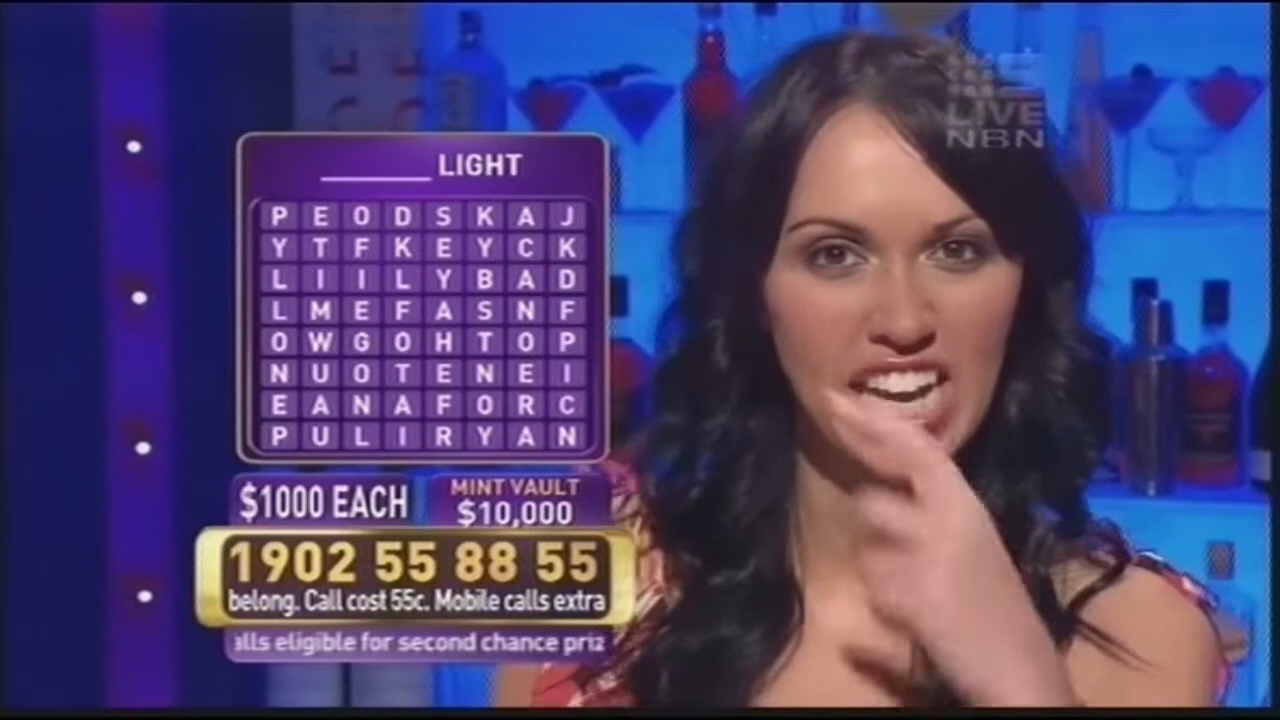 LIVE
NBN
______ LIGHT
P E O D S K A J
Y T F K E Y C K
L I I L Y B A D
L M E F A S N F
O W G O H T O P
N U O T E N E I
E A N A F O R C
P U L I R Y A N
$1000 EACH
MINT VAULT
$10,000
1902 55 88 55
belong. Call cost 55c. Mobile calls extra
alls eligible for second chance priz